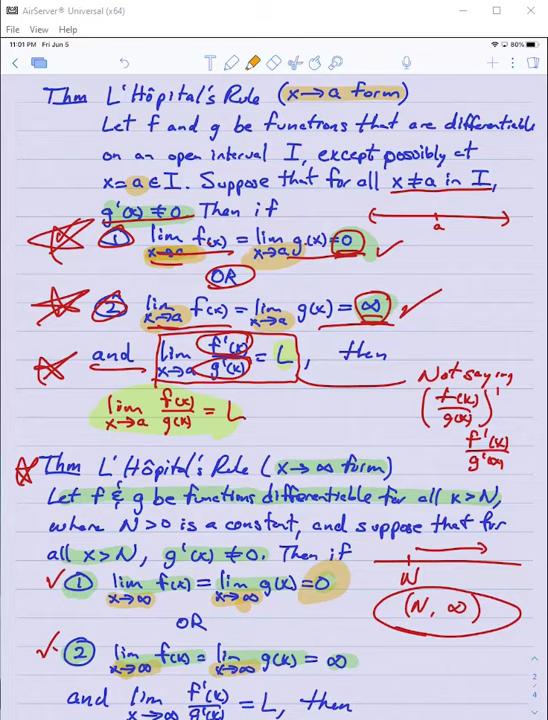 AirServer® Universal (x64)
File View Help
11:01 PM Fri Jun 5
80%
Thm L'Hôpital's Rule (x→a form)
Let f and g be functions that are differentiable
on an open interval I, except possibly at
x=a∈I. Suppose that for all x≠a in I,
g'(x)≠0. Then if
a
① lim x→a f(x) = lim x→a g(x) = 0
OR
② lim x→a f(x) = lim x→a g(x) = ∞
and lim x→a f'(x)/g'(x) = L, then
lim x→a f(x)/g(x) = L
Not saying
(f(x)/g(x))'
f'(x)/g'(x)
Thm L'Hôpital's Rule (x→∞ form)
Let f & g be functions differentiable for all x>N,
where N>0 is a constant, and suppose that for
all x>N, g'(x)≠0. Then if
① lim x→∞ f(x) = lim x→∞ g(x) = 0
N
(N, ∞)
OR
② lim x→∞ f(x) = lim x→∞ g(x) = ∞
and lim x→∞ f'(x)/g'(x) = L, then
2
4